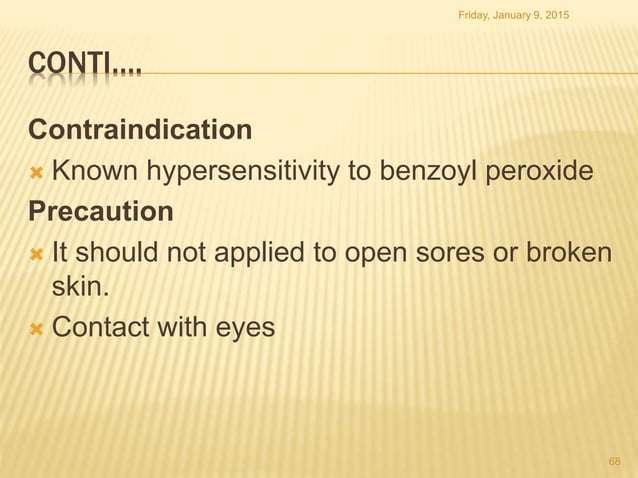 Friday, January 9, 2015
CONTI....
Contraindication
Known hypersensitivity to benzoyl peroxide
Precaution
It should not applied to open sores or broken
skin.
Contact with eyes
68